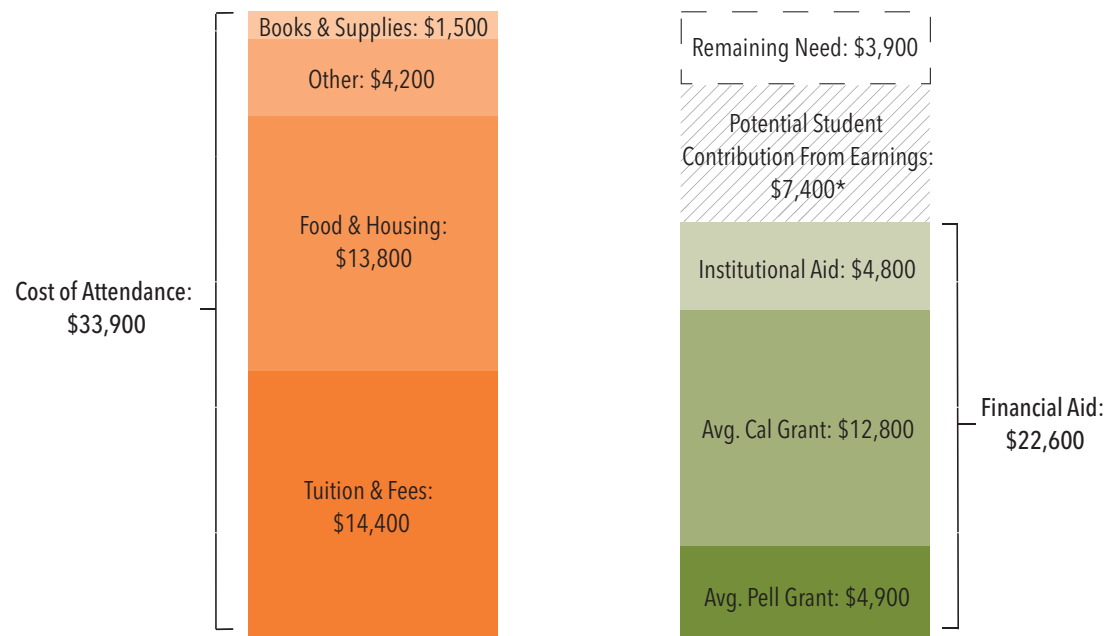 Books & Supplies: $1,500
Other: $4,200
Food & Housing:
$13,800
Cost of Attendance:
$33,900
Tuition & Fees:
$14,400
Remaining Need: $3,900
Potential Student
Contribution From Earnings:
$7,400*
Institutional Aid: $4,800
Avg. Cal Grant: $12,800
Financial Aid:
$22,600
Avg. Pell Grant: $4,900